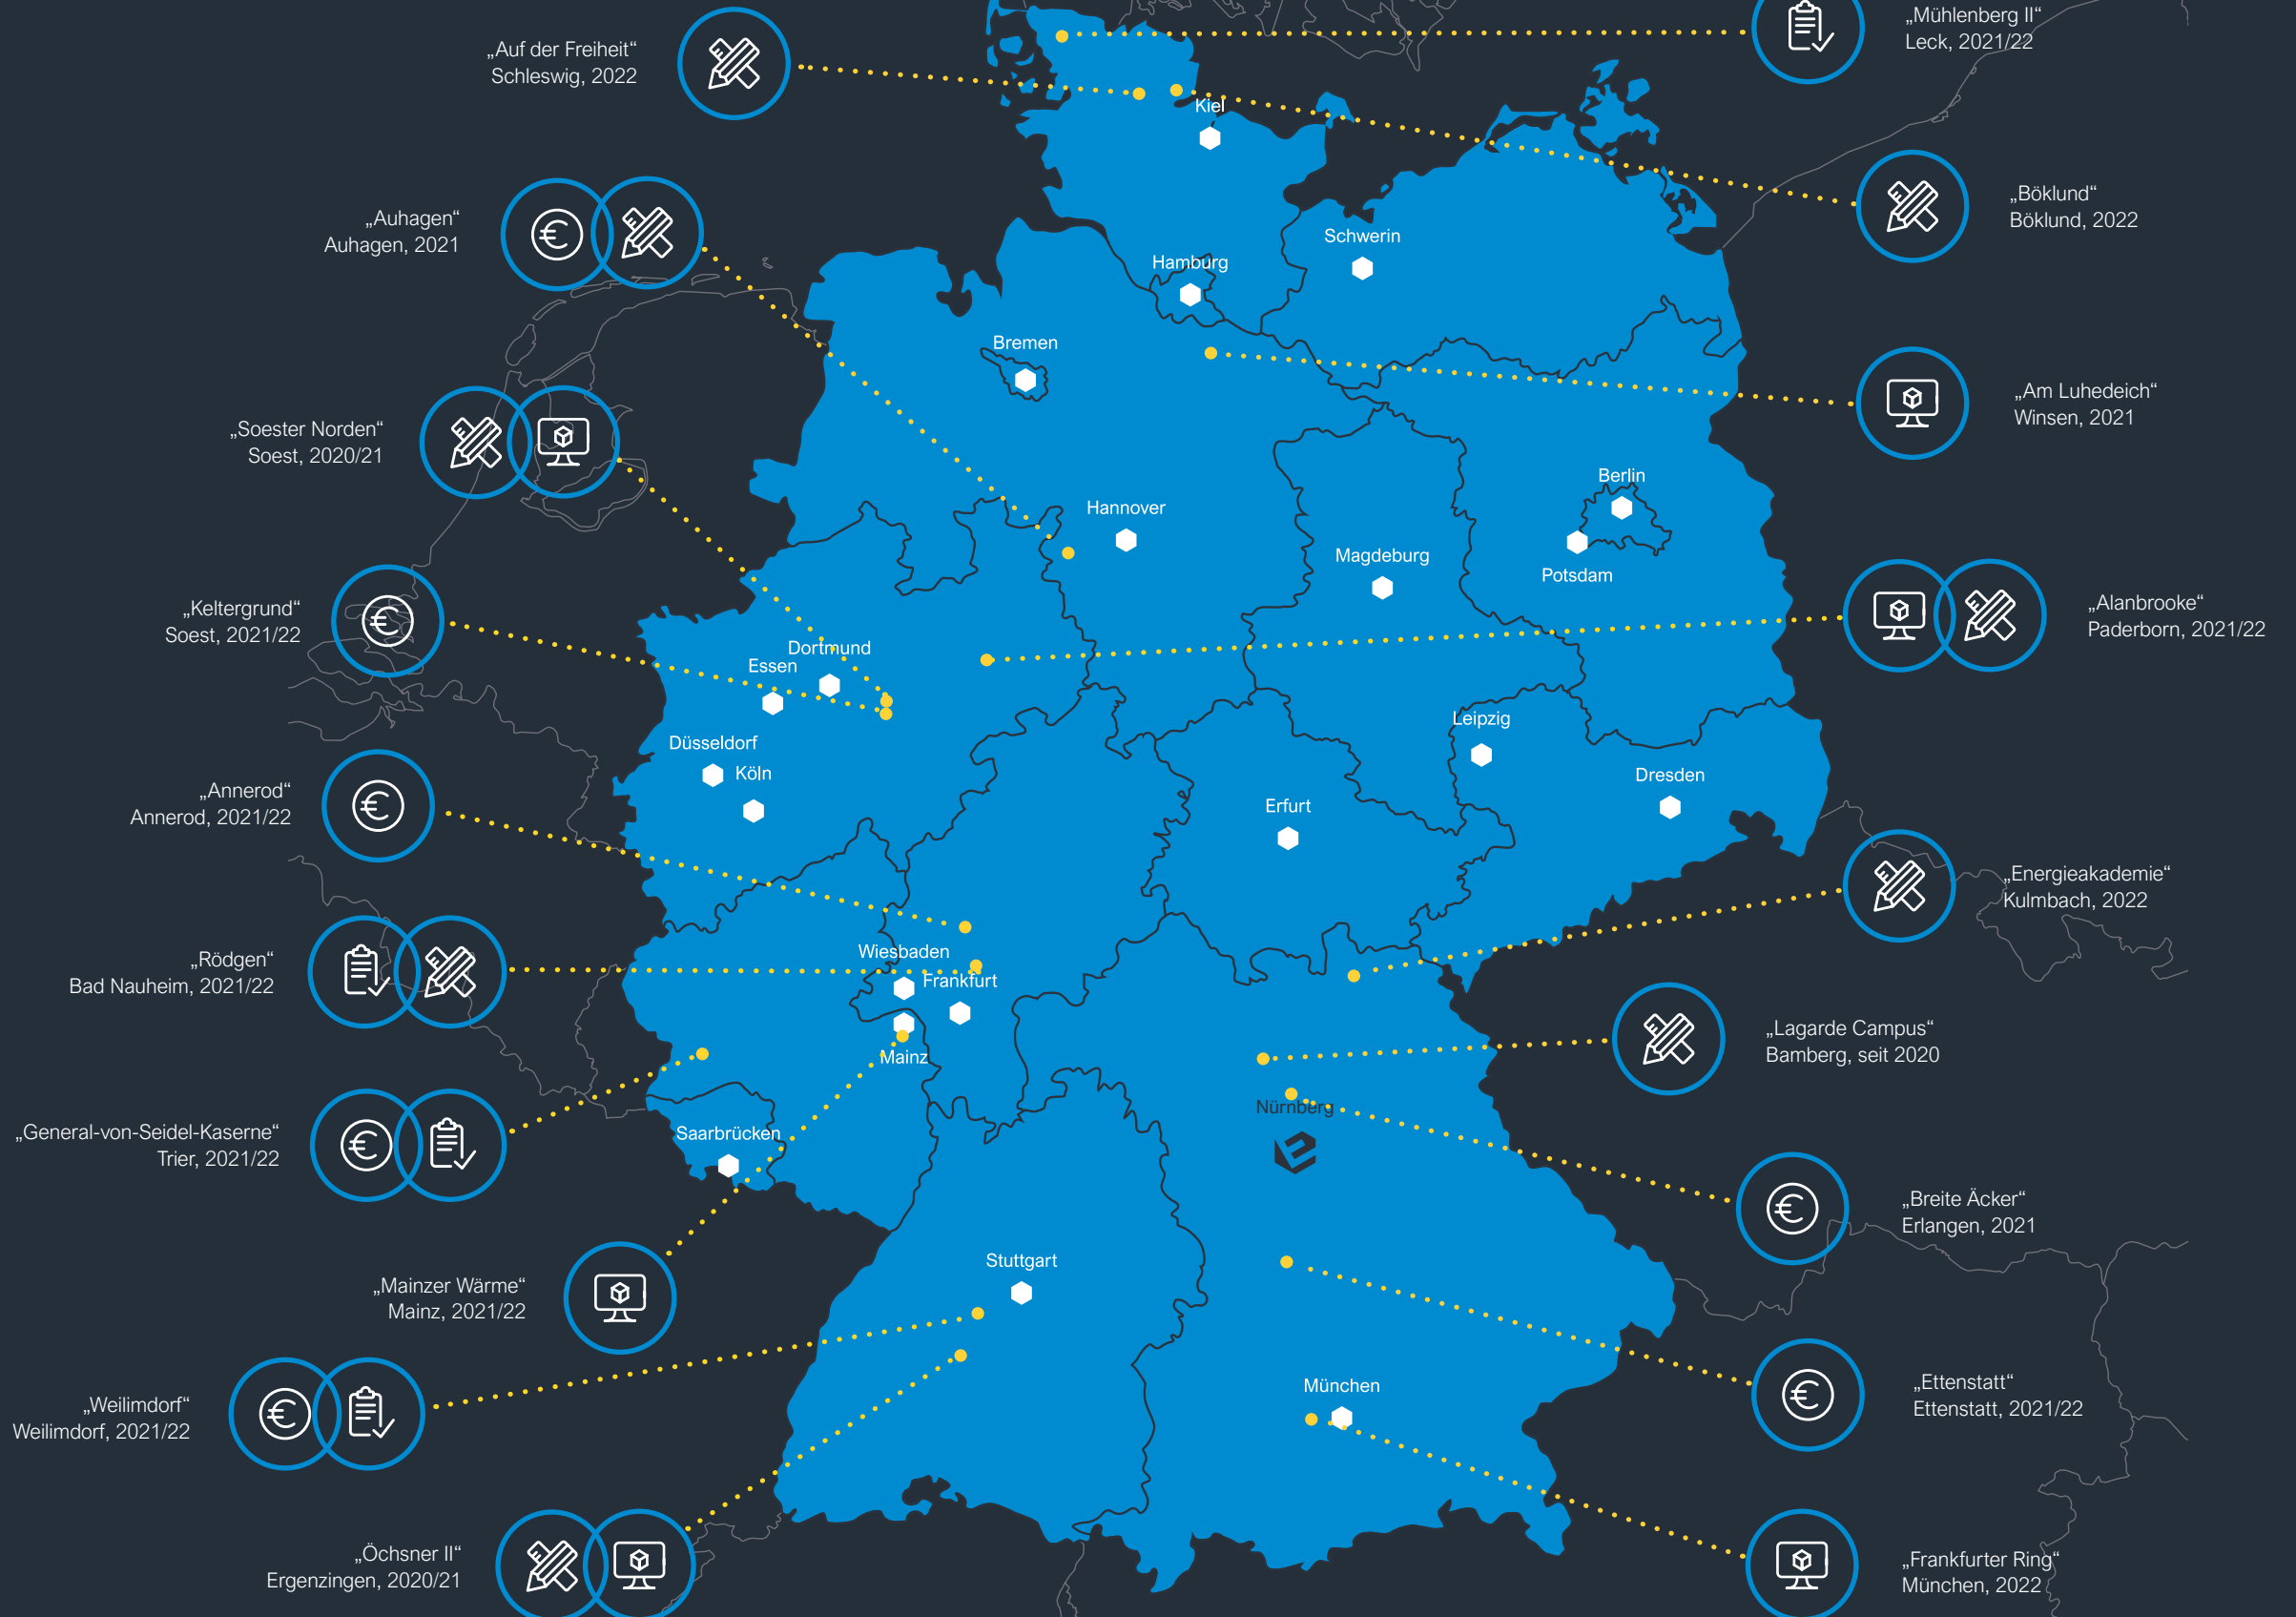 „Auf der Freiheit“
Schleswig, 2022
„Auhagen“
Auhagen, 2021
„Soester Norden“
Soest, 2020/21
„Keltergrund“
Soest, 2021/22
„Annerod“
Annerod, 2021/22
„Rödgen“
Bad Nauheim, 2021/22
„General-von-Seidel-Kaserne“
Trier, 2021/22
„Mainzer Wärme“
Mainz, 2021/22
„Weilimdorf“
Weilimdorf, 2021/22
„Öchsner II“
Ergenzingen, 2020/21
Kiel
Schwerin
Hamburg
Bremen
Berlin
Hannover
Magdeburg
Potsdam
Dortmund
Essen
Leipzig
Düsseldorf
Köln
Dresden
Erfurt
Wiesbaden
Frankfurt
Mainz
Nürnberg
Saarbrücken
Stuttgart
München
„Mühlenberg II“
Leck, 2021/22
„Böklund“
Böklund, 2022
„Am Luhedeich“
Winsen, 2021
„Alanbrooke“
Paderborn, 2021/22
„Energieakademie“
Kulmbach, 2022
„Lagarde Campus“
Bamberg, seit 2020
„Breite Äcker“
Erlangen, 2021
„Ettenstatt“
Ettenstatt, 2021/22
„Frankfurter Ring“
München, 2022